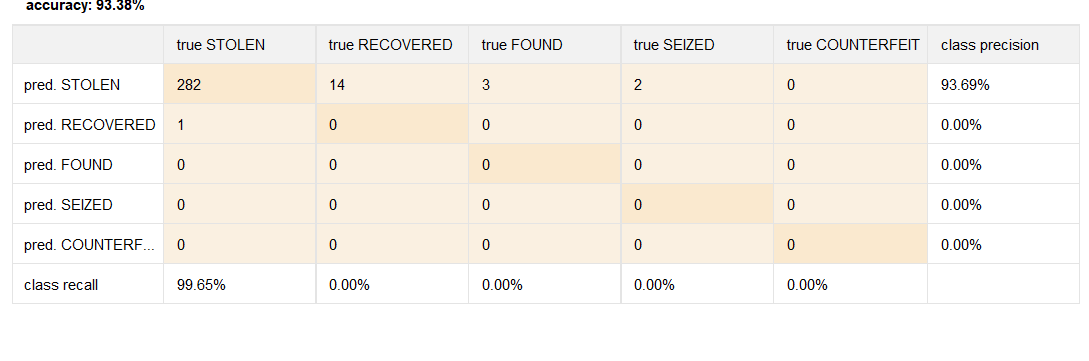 accuracy: 93.38%
true STOLEN true RECOVERED true FOUND true SEIZED true COUNTERFEIT class precision
pred. STOLEN 282 14 3 2 0 93.69%
pred. RECOVERED 1 0 0 0 0 0.00%
pred. FOUND 0 0 0 0 0 0.00%
pred. SEIZED 0 0 0 0 0 0.00%
pred. COUNTERF... 0 0 0 0 0 0.00%
class recall 99.65% 0.00% 0.00% 0.00% 0.00%